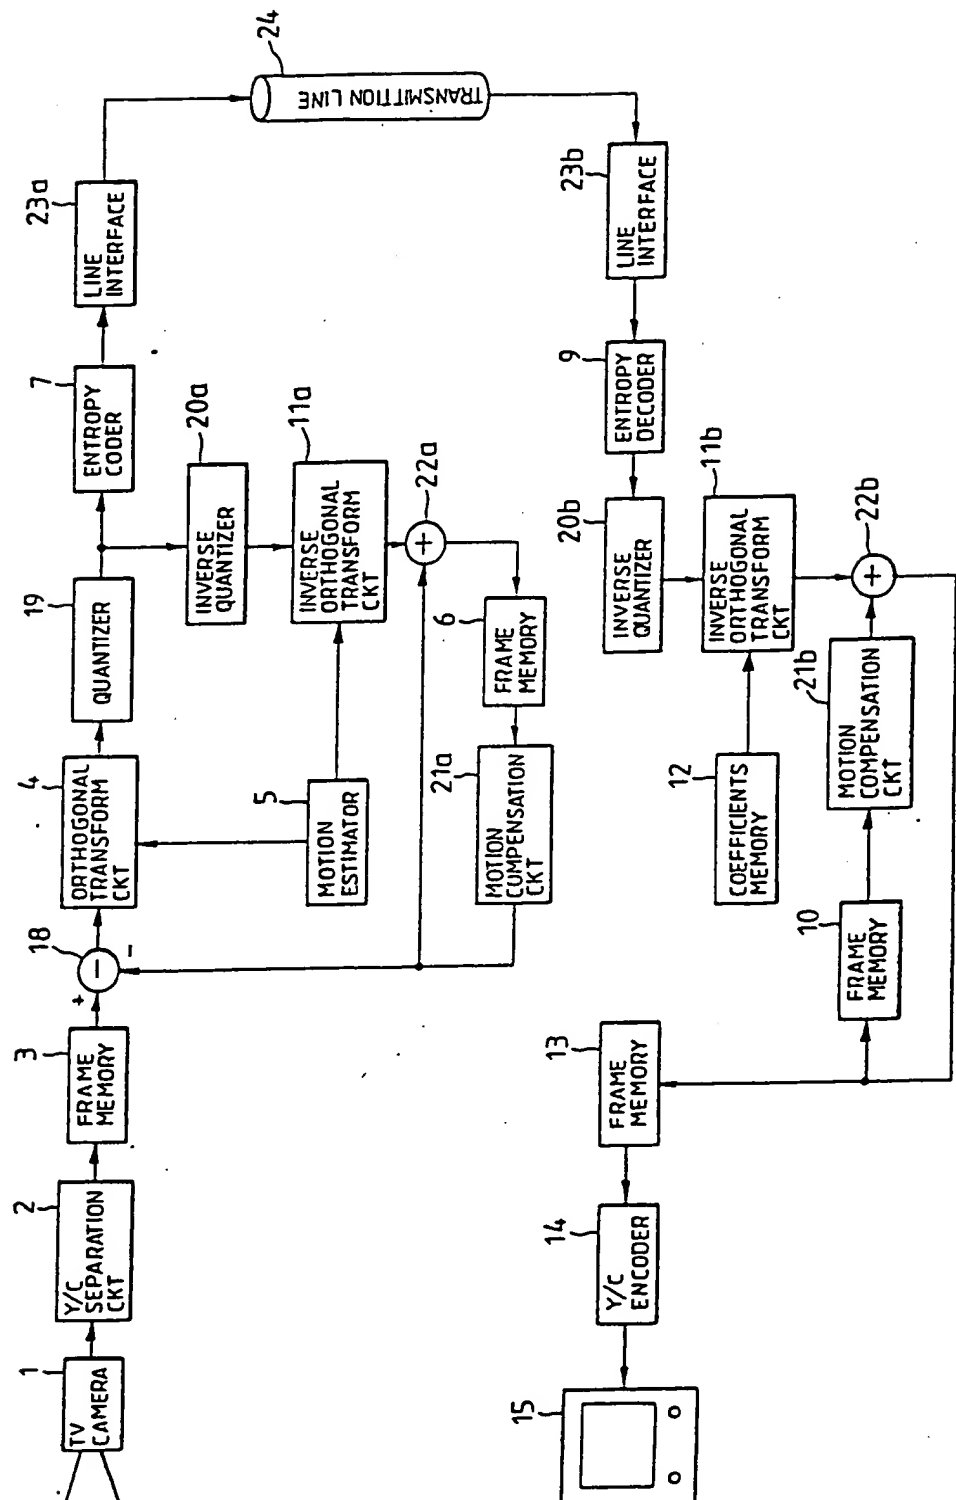 1
TV
CAMERA
2
Y/C
SEPARATION
CKT
3
FRAME
MEMORY
18
+
−
-
4
ORTHOGONAL
TRANSFORM
CKT
19
QUANTIZER
7
ENTROPY
CODER
23a
LINE
INTERFACE
24
TRANSMITTION LINE
20a
INVERSE
QUANTIZER
11a
INVERSE
ORTHOGONAL
TRANSFORM
CKT
5
MOTION
ESTIMATOR
22a
+
6
FRAME
MEMORY
21a
MOTION
CUMPENSATION
CKT
23b
LINE
INTERFACE
9
ENTROPY
DECODER
20b
INVERSE
QUANTIZER
11b
INVERSE
ORTHOGONAL
TRANSFORM
CKT
12
COEFFICIENTS
MEMORY
22b
+
21b
MOTION
COMPENSATION
CKT
10
FRAME
MEMORY
13
FRAME
MEMORY
14
Y/C
ENCODER
15